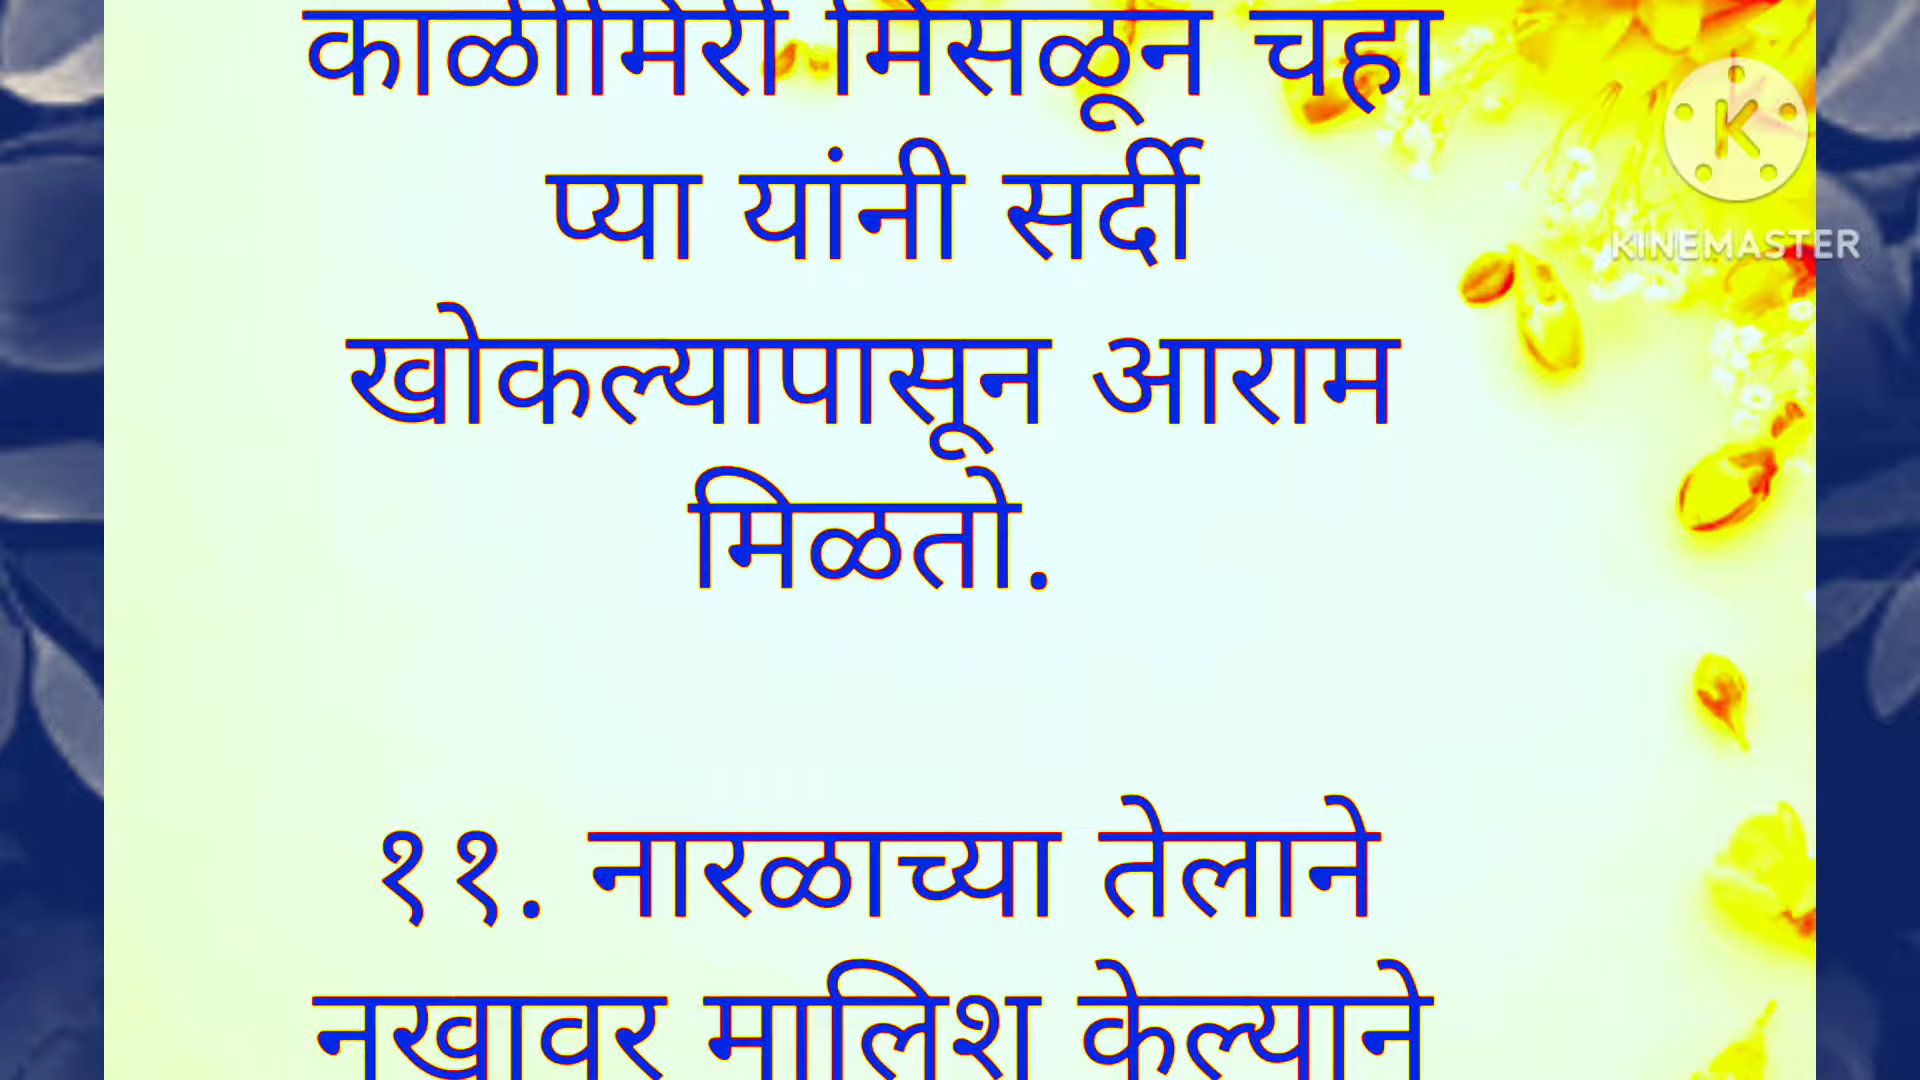 काळीमिरी मिसळून चहा
प्या यांनी सर्दी
खोकल्यापासून आराम
मिळतो.
११. नारळाच्या तेलाने
नखावर मालिश केल्याने
K
KINEMASTER